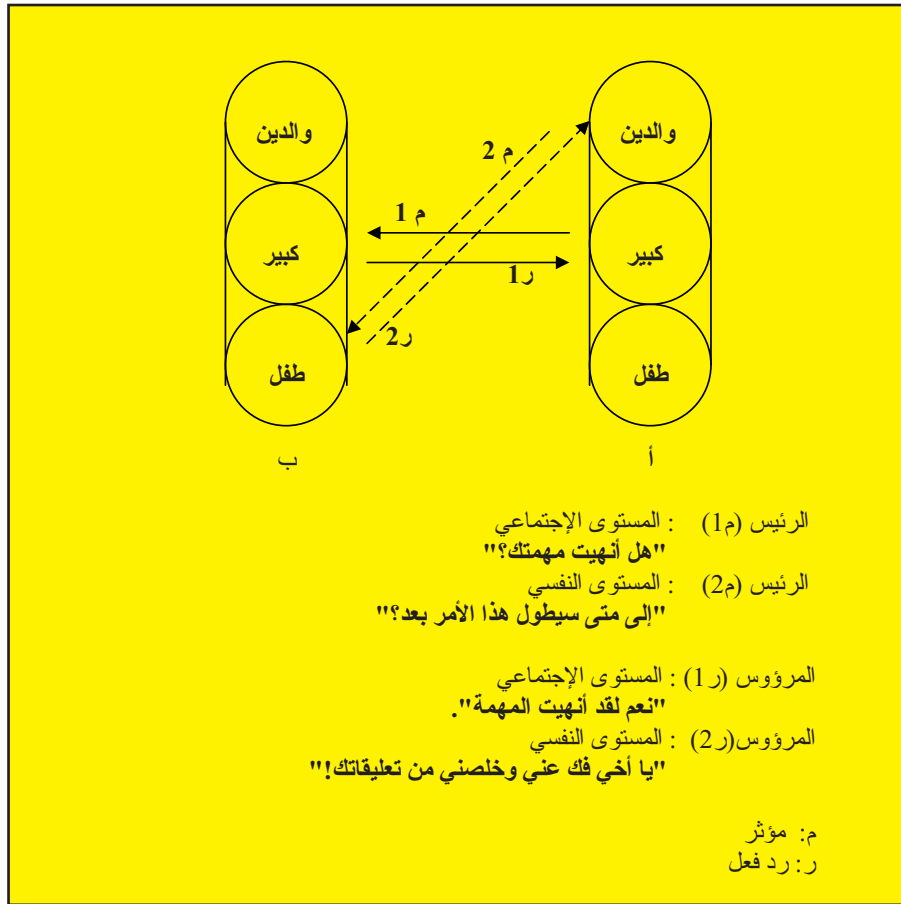 والدين
والدين
م 2
م 1
كبير
كبير
ر1
ر2
طفل
طفل
أ
ب
الرئيس (م1) : المستوى الإجتماعي
"هل أنهيت مهمتك؟"
الرئيس (م2) : المستوى النفسي
"إلى متى سيطول هذا الأمر بعد؟"
المرؤوس (ر1) : المستوى الإجتماعي
"نعم لقد أنهيت المهمة".
المرؤوس(ر2) : المستوى النفسي
"يا أخي فك عني وخلصني من تعليقاتك!"
م: مؤثر
ر: رد فعل